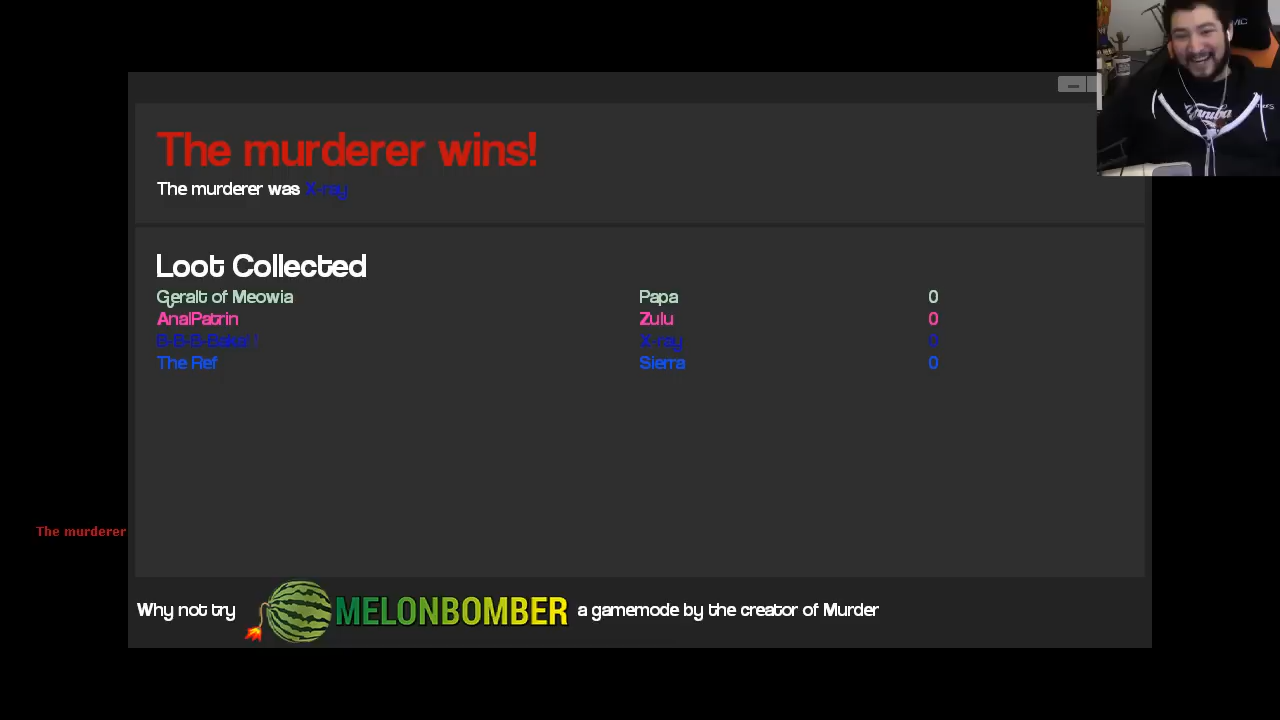 The murderer wins!
The murderer was X-ray
Loot Collected
Geralt of Meowia Papa 0
AnalPatrin Zulu 0
X-ray 0
The Ref Sierra 0
The murderer
Why not try MELONBOMBER a gamemode by the creator of Murder